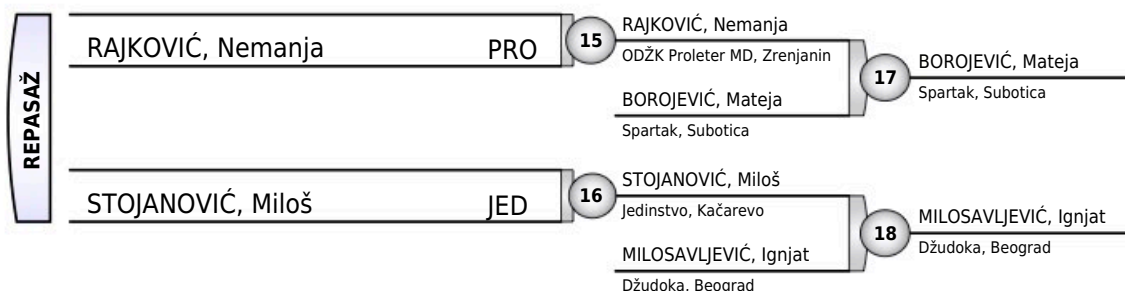 REPASAŽ
RAJKOVIĆ, Nemanja PRO
15
RAJKOVIĆ, Nemanja
ODŽK Proleter MD, Zrenjanin
BOROJEVIĆ, Mateja
Spartak, Subotica
17
BOROJEVIĆ, Mateja
Spartak, Subotica
STOJANOVIĆ, Miloš JED
16
STOJANOVIĆ, Miloš
Jedinstvo, Kačarevo
MILOSAVLJEVIĆ, Ignjat
Džudoka, Beograd
18
MILOSAVLJEVIĆ, Ignjat
Džudoka, Beograd